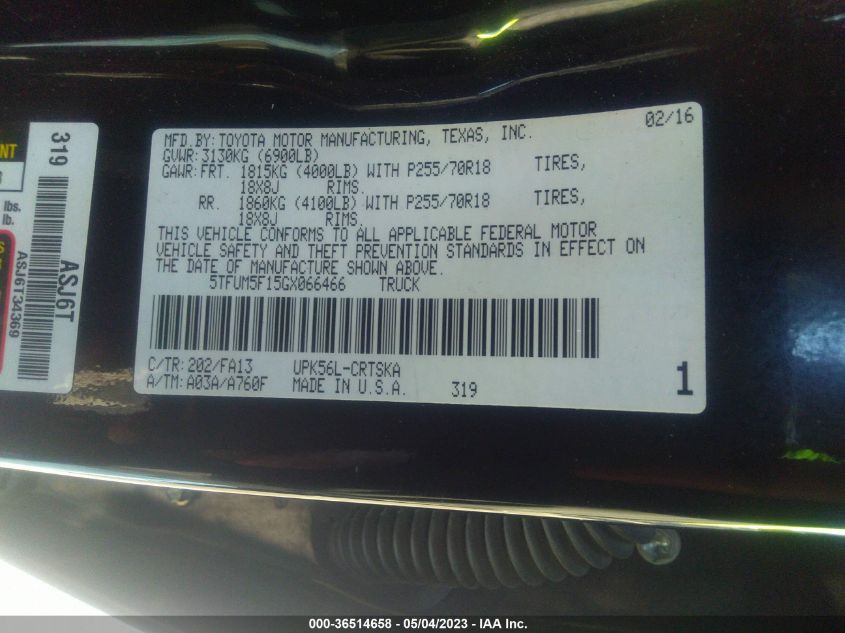 02/16
MFD.BY: TOYOTA MOTOR MANUFACTURING, TEXAS, INC.
GVWR: 3130KG (6900LB)
GAWR: FRT. 1815KG (4000LB) WITH P255/70R18 TIRES,
18X8J RIMS.
RR. 1860KG (4100LB) WITH P255/70R18 TIRES,
18X8J RIMS.
THIS VEHICLE CONFORMS TO ALL APPLICABLE FEDERAL MOTOR
VEHICLE SAFETY AND THEFT PREVENTION STANDARDS IN EFFECT ON
THE DATE OF MANUFACTURE SHOWN ABOVE.
5TFUM5F15GX066466 TRUCK
C/TR: 202/FA13 UPK56L-CRTSKA
A/TM: A03A/A760F MADE IN U.S.A. 319
1
319
ASJ6T
ASJ6T34369
lbs.
lb.
000-36514658 - 05/04/2023 - IAA Inc.